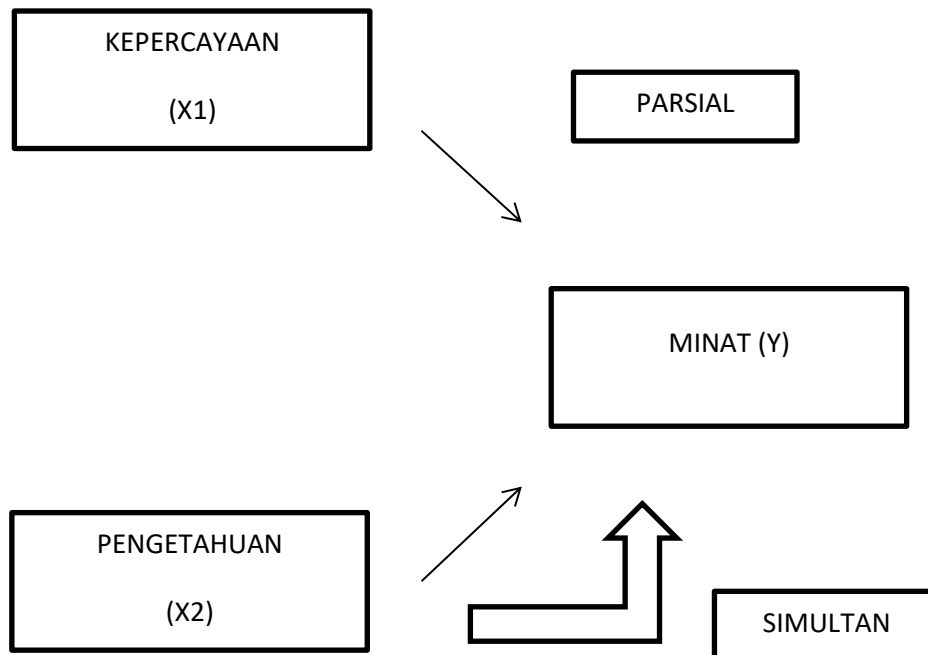 KEPERCAYAAN
(X1)
PARSIAL
MINAT (Y)
PENGETAHUAN
(X2)
SIMULTAN